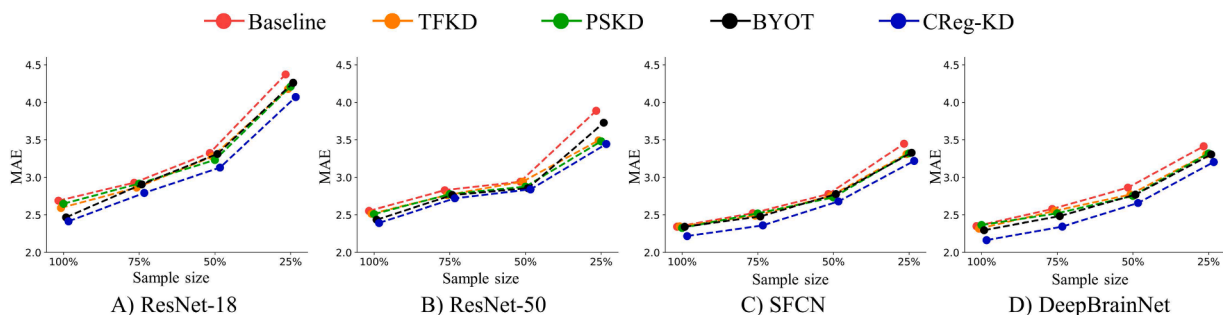 Baseline TFKD PSKD BYOT CReg-KD
4.5 4.5 4.5 4.5
4.0 4.0 4.0 4.0
3.5 3.5 3.5 3.5
MAE MAE MAE MAE
3.0 3.0 3.0 3.0
2.5 2.5 2.5 2.5
2.0 2.0 2.0 2.0
100% 75% 50% 25% 100% 75% 50% 25% 100% 75% 50% 25% 100% 75% 50% 25%
Sample size Sample size Sample size Sample size
A) ResNet-18 B) ResNet-50 C) SFCN D) DeepBrainNet